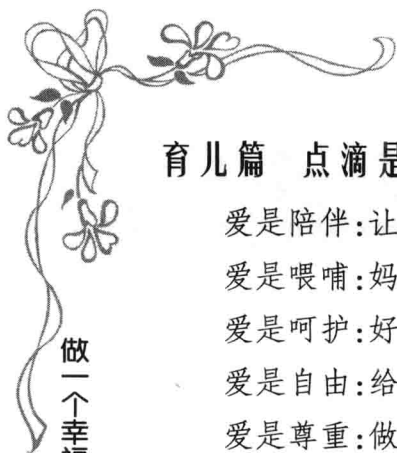 育儿篇 点滴是
爱是陪伴:让
爱是喂哺:妈
爱是呵护:好
爱是自由:给
爱是尊重:做
做一个幸福